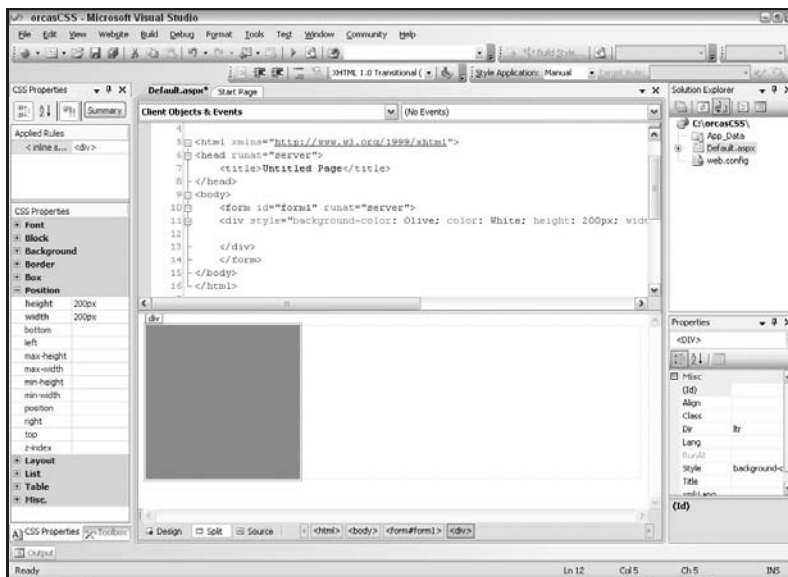 orcasCSS - Microsoft Visual Studio
File Edit View Website Build Debug Format Tools Test Window Community Help
Build Style...
XHTML 1.0 Transitional ( Style Application: Manual Target Rule:
CSS Properties
Summary
Applied Rules
< inline s... <div>
CSS Properties
Font
Block
Background
Border
Box
Position
height 200px
width 200px
bottom
left
max-height
max-width
min-height
min-width
position
right
top
z-index
Layout
List
Table
Misc.
CSS Properties Toolbox
Output
Default.aspx* Start Page
Client Objects & Events (No Events)
4
5 <html xmlns="http://www.w3.org/1999/xhtml">
6 <head runat="server">
7 <title>Untitled Page</title>
8 </head>
9 <body>
10 <form id="form1" runat="server">
11 <div style="background-color: Olive; color: White; height: 200px; widt
12
13 </div>
14 </form>
15 </body>
16 </html>
div
Design Split Source <html> <body> <form#form1> <div>
Solution Explorer
C:\orcasCSS\
App_Data
Default.aspx
web.config
Properties
<DIV>
Misc
(Id)
Align
Class
Dir ltr
Lang
RunAt
Style background-c
Title
xml:Lang
(Id)
Ready Ln 12 Col 5 Ch 5 INS